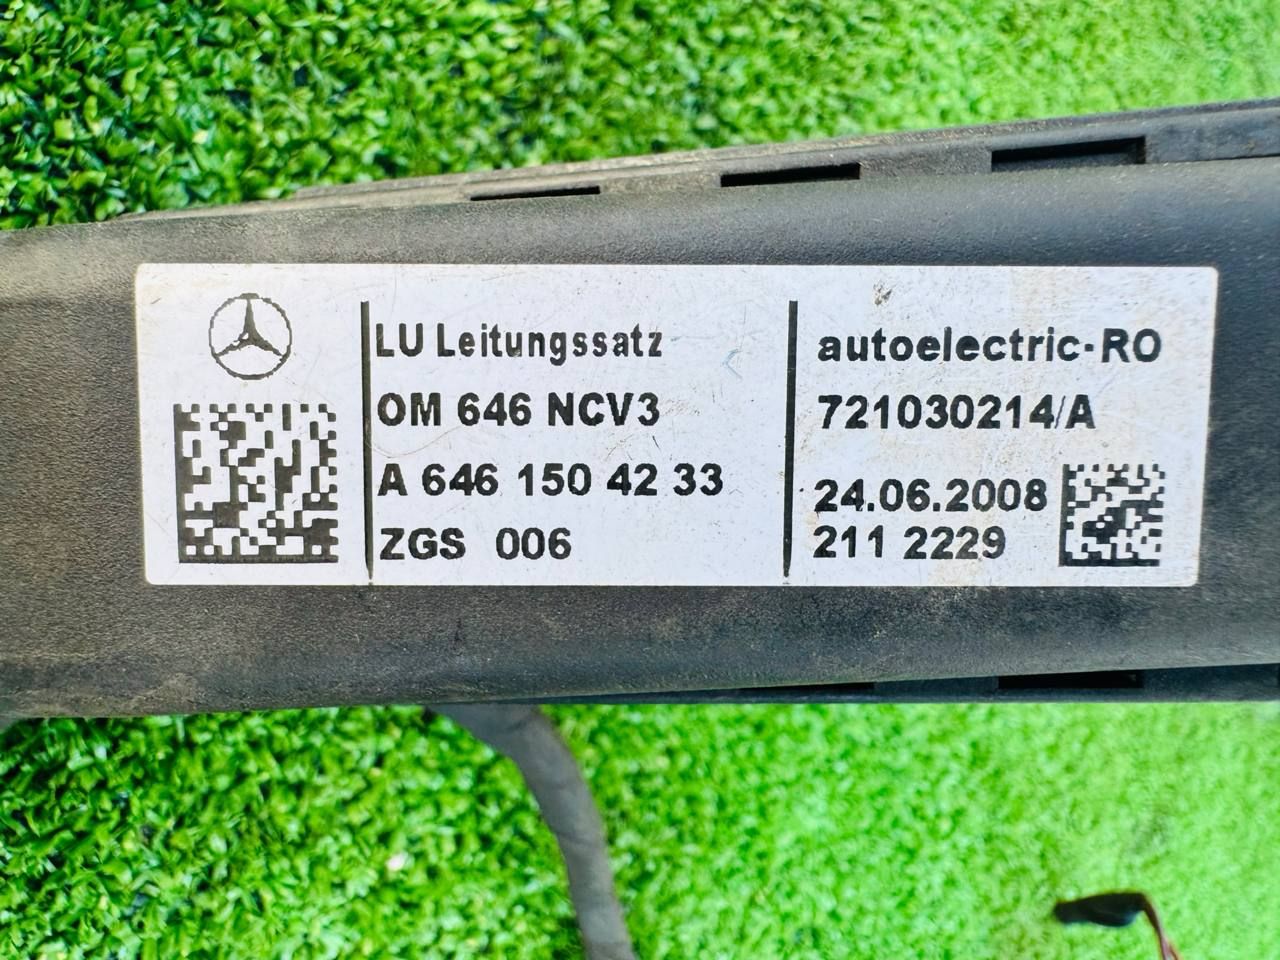 LU Leitungssatz
OM 646 NCV3
A 646 150 42 33
ZGS 006
autoelectric-RO
721030214/A
24.06.2008
211 2229